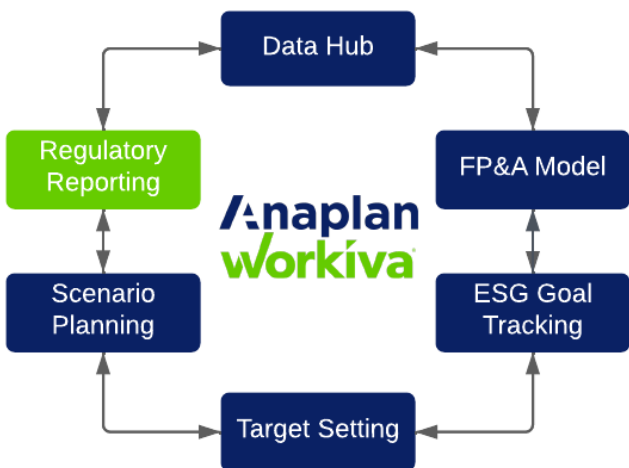 Data Hub
Regulatory
Reporting
FP&A Model
Anaplan
workiva
Scenario
Planning
ESG Goal
Tracking
Target Setting